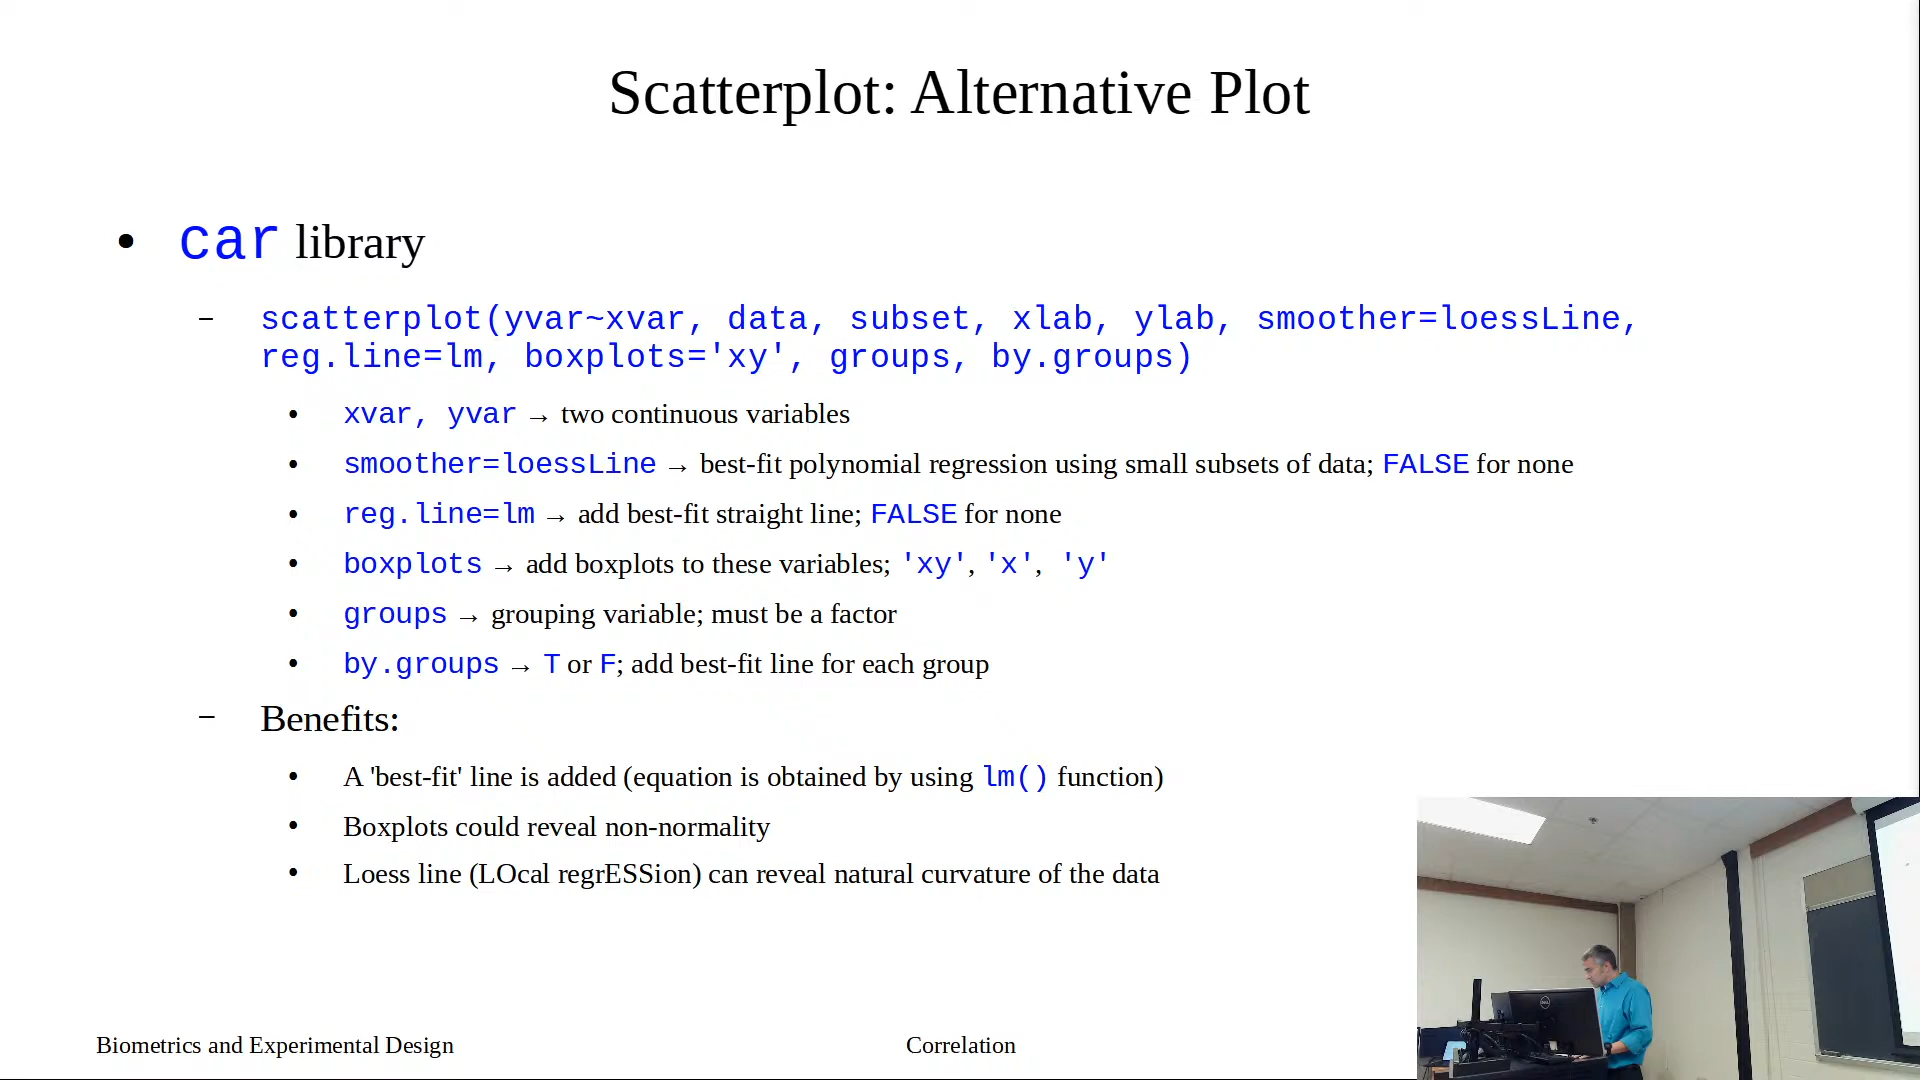 Scatterplot: Alternative Plot
• car library
– scatterplot(yvar~xvar, data, subset, xlab, ylab, smoother=loessLine,
reg.line=lm, boxplots='xy', groups, by.groups)
• xvar, yvar → two continuous variables
• smoother=loessLine → best-fit polynomial regression using small subsets of data; FALSE for none
• reg.line=lm → add best-fit straight line; FALSE for none
• boxplots → add boxplots to these variables; 'xy', 'x', 'y'
• groups → grouping variable; must be a factor
• by.groups → T or F; add best-fit line for each group
– Benefits:
• A 'best-fit' line is added (equation is obtained by using lm() function)
• Boxplots could reveal non-normality
• Loess line (LOcal regrESSion) can reveal natural curvature of the data
Biometrics and Experimental Design
Correlation